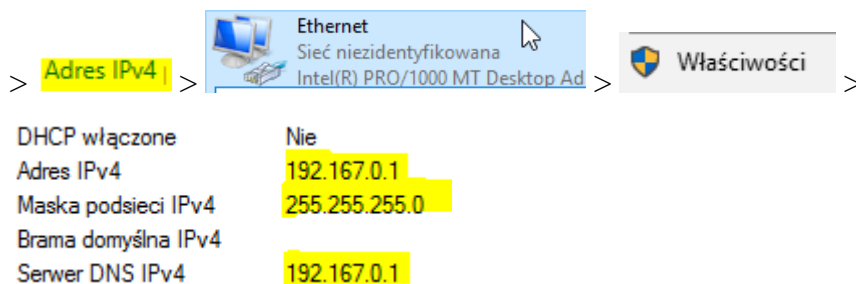 Ethernet
Sieć niezidentyfikowana
Intel(R) PRO/1000 MT Desktop Ad
> Adres IPv4 > > Właściwości >
DHCP włączone Nie
Adres IPv4 192.167.0.1
Maska podsieci IPv4 255.255.255.0
Brama domyślna IPv4
Serwer DNS IPv4 192.167.0.1